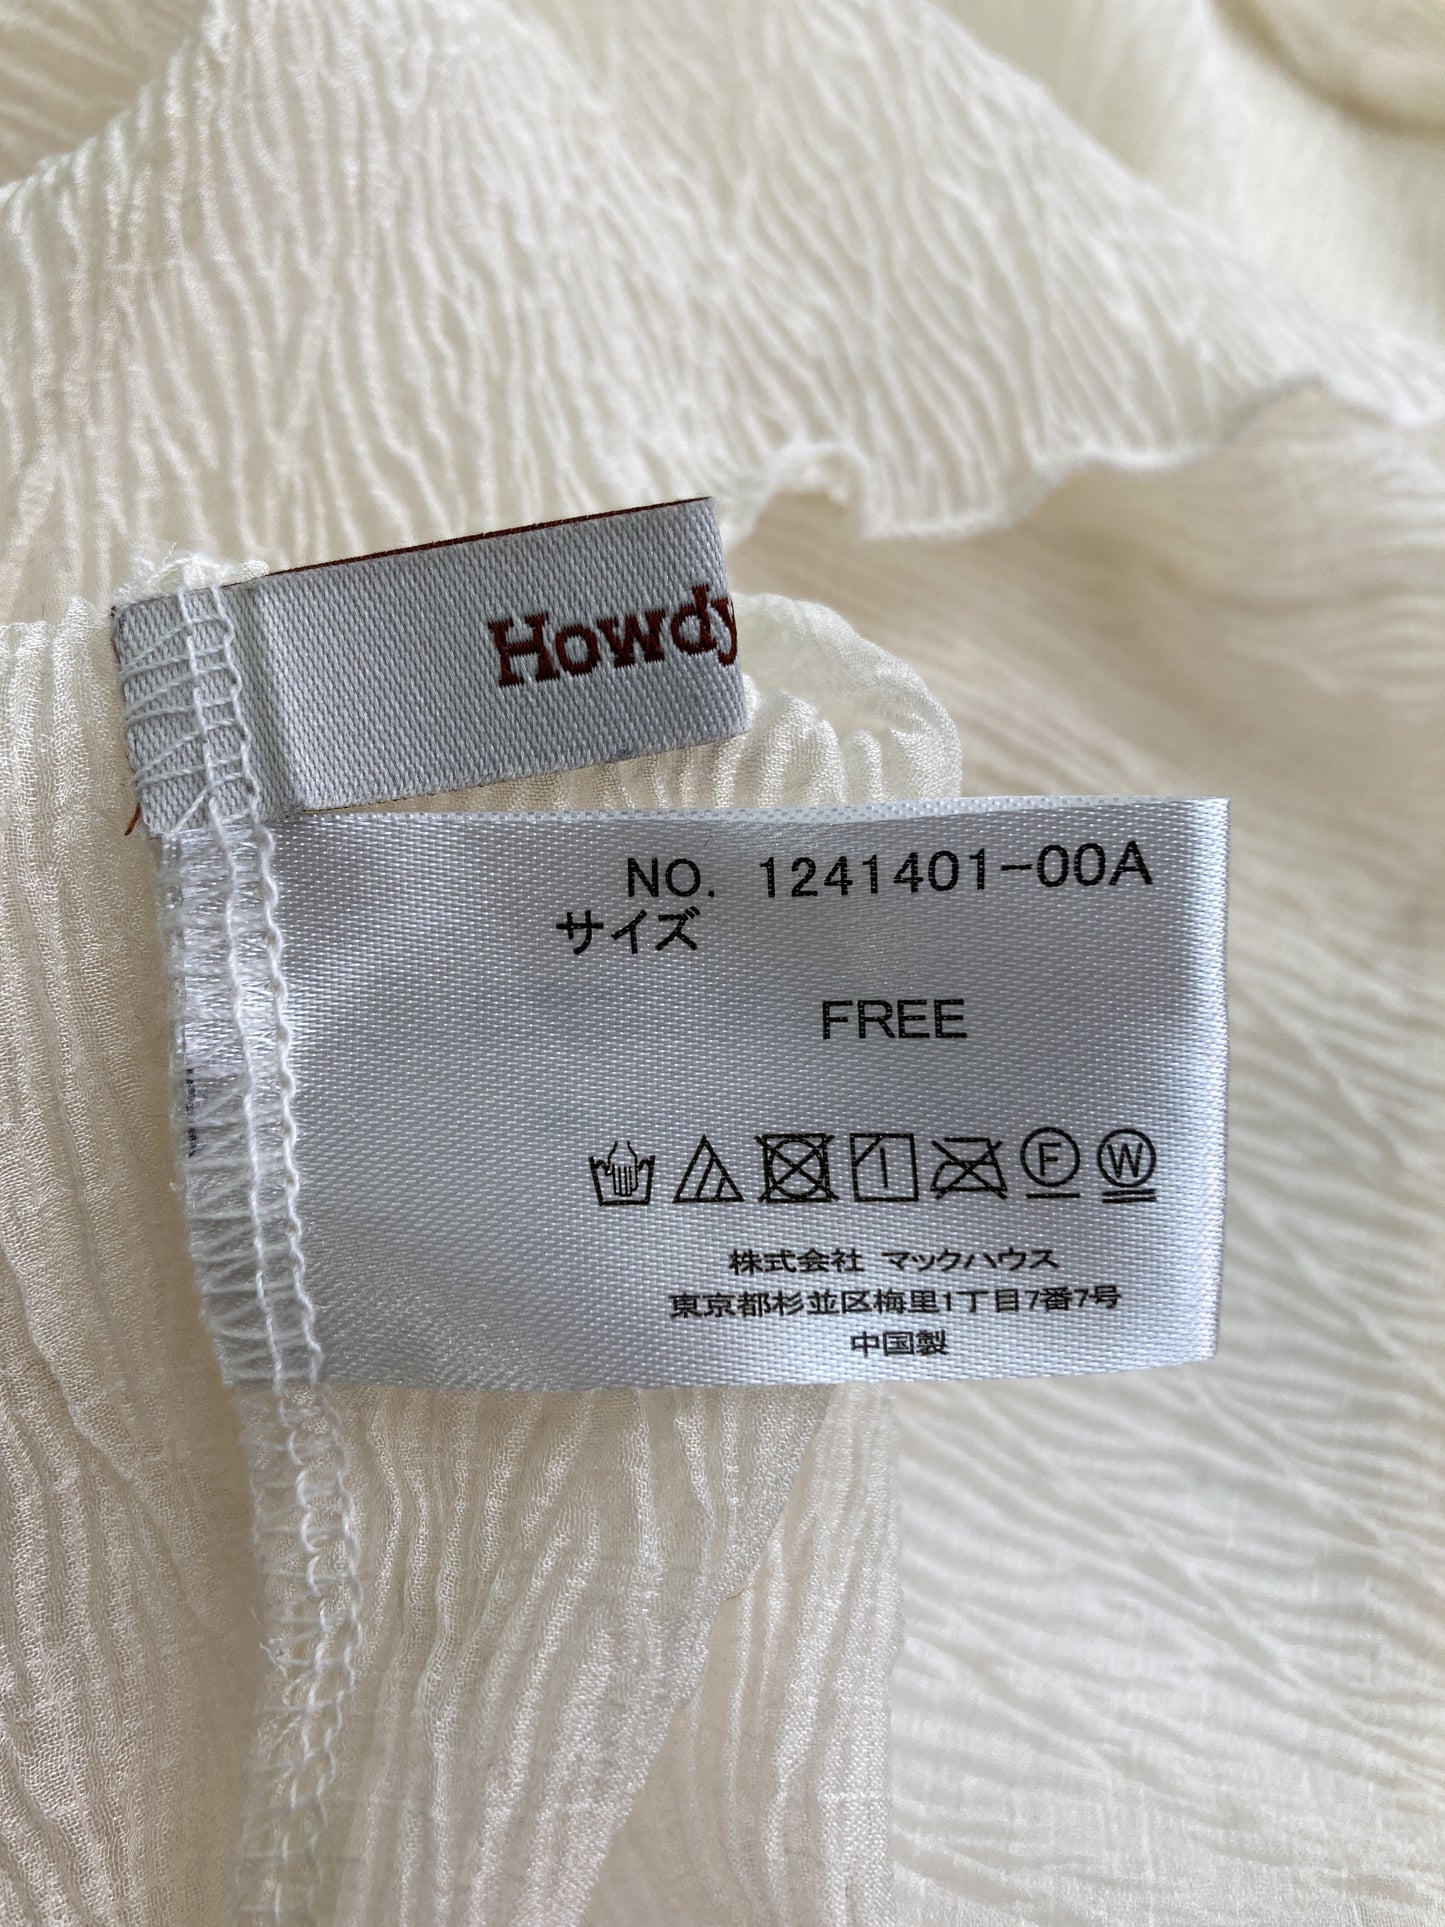 Howdy
NO. 1241401-00A
サイズ
FREE
F W
株式会社 マックハウス
東京都杉並区梅里1丁目7番7号
中国製